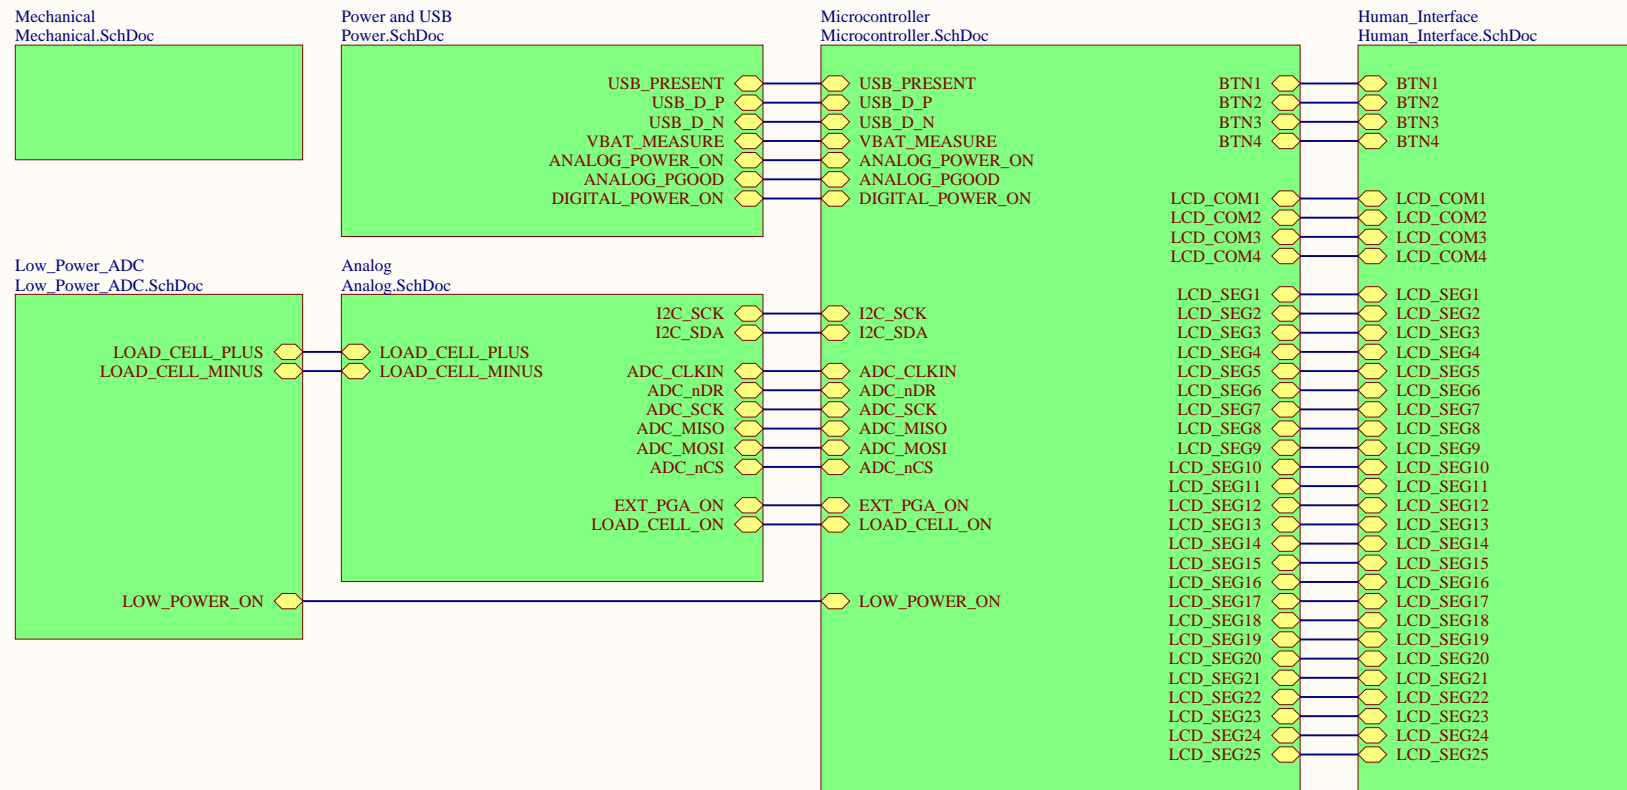 Mechanical
Mechanical.SchDoc
Power and USB
Power.SchDoc
USB_PRESENT
USB_D_P
USB_D_N
VBAT_MEASURE
ANALOG_POWER_ON
ANALOG_PGOOD
DIGITAL_POWER_ON
Low_Power_ADC
Low_Power_ADC.SchDoc
LOAD_CELL_PLUS
LOAD_CELL_MINUS
LOW_POWER_ON
Analog
Analog.SchDoc
LOAD_CELL_PLUS
LOAD_CELL_MINUS
I2C_SCK
I2C_SDA
ADC_CLKIN
ADC_nDR
ADC_SCK
ADC_MISO
ADC_MOSI
ADC_nCS
EXT_PGA_ON
LOAD_CELL_ON
Microcontroller
Microcontroller.SchDoc
USB_PRESENT
USB_D_P
USB_D_N
VBAT_MEASURE
ANALOG_POWER_ON
ANALOG_PGOOD
DIGITAL_POWER_ON
I2C_SCK
I2C_SDA
ADC_CLKIN
ADC_nDR
ADC_SCK
ADC_MISO
ADC_MOSI
ADC_nCS
EXT_PGA_ON
LOAD_CELL_ON
LOW_POWER_ON
BTN1
BTN2
BTN3
BTN4
LCD_COM1
LCD_COM2
LCD_COM3
LCD_COM4
LCD_SEG1
LCD_SEG2
LCD_SEG3
LCD_SEG4
LCD_SEG5
LCD_SEG6
LCD_SEG7
LCD_SEG8
LCD_SEG9
LCD_SEG10
LCD_SEG11
LCD_SEG12
LCD_SEG13
LCD_SEG14
LCD_SEG15
LCD_SEG16
LCD_SEG17
LCD_SEG18
LCD_SEG19
LCD_SEG20
LCD_SEG21
LCD_SEG22
LCD_SEG23
LCD_SEG24
LCD_SEG25
Human_Interface
Human_Interface.SchDoc
BTN1
BTN2
BTN3
BTN4
LCD_COM1
LCD_COM2
LCD_COM3
LCD_COM4
LCD_SEG1
LCD_SEG2
LCD_SEG3
LCD_SEG4
LCD_SEG5
LCD_SEG6
LCD_SEG7
LCD_SEG8
LCD_SEG9
LCD_SEG10
LCD_SEG11
LCD_SEG12
LCD_SEG13
LCD_SEG14
LCD_SEG15
LCD_SEG16
LCD_SEG17
LCD_SEG18
LCD_SEG19
LCD_SEG20
LCD_SEG21
LCD_SEG22
LCD_SEG23
LCD_SEG24
LCD_SEG25